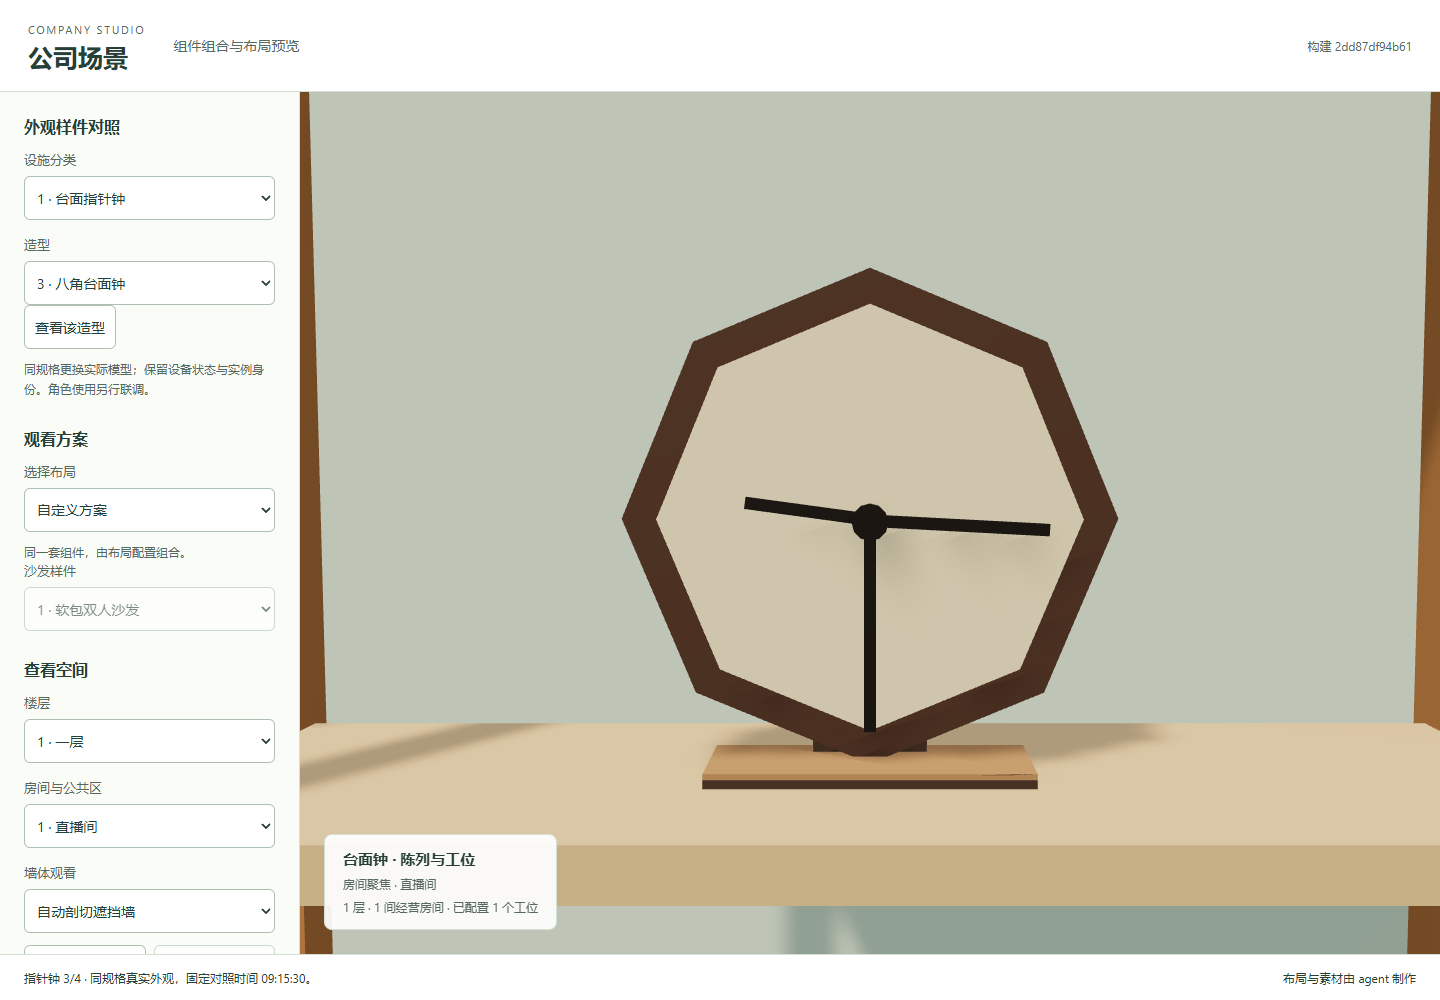 COMPANY STUDIO
公司场景
组件组合与布局预览
构建 2dd87df94b61
外观样件对照
设施分类
1 · 台面指针钟
造型
3 · 八角台面钟
查看该造型
同规格更换实际模型；保留设备状态与实例身
份。角色使用另行联调。
观看方案
选择布局
自定义方案
同一套组件，由布局配置组合。
沙发样件
1 · 软包双人沙发
查看空间
楼层
1 · 一层
房间与公共区
1 · 直播间
墙体观看
自动剖切遮挡墙
台面钟 · 陈列与工位
房间聚焦 · 直播间
1 层 · 1 间经营房间 · 已配置 1 个工位
指针钟 3/4 · 同规格真实外观，固定对照时间 09:15:30。
布局与素材由 agent 制作